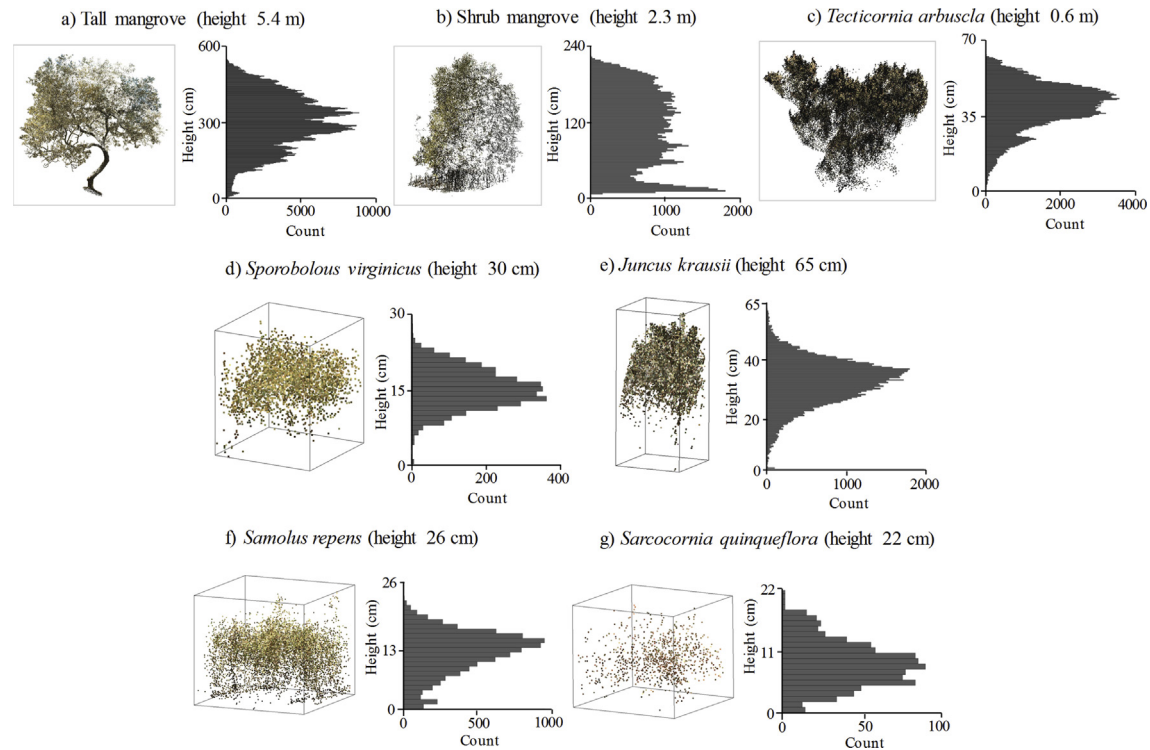 a) Tall mangrove (height 5.4 m)
b) Shrub mangrove (height 2.3 m)
c) Tecticornia arbuscla (height 0.6 m)
600
300
0
Height (cm)
0 5000 10000
Count
240
120
0
Height (cm)
0 1000 2000
Count
70
35
0
Height (cm)
0 2000 4000
Count
d) Sporobolous virginicus (height 30 cm)
e) Juncus krausii (height 65 cm)
30
15
0
Height (cm)
0 200 400
Count
65
40
20
0
Height (cm)
0 1000 2000
Count
f) Samolus repens (height 26 cm)
g) Sarcocornia quinqueflora (height 22 cm)
26
13
0
Height (cm)
0 500 1000
Count
22
11
0
Height (cm)
0 50 100
Count